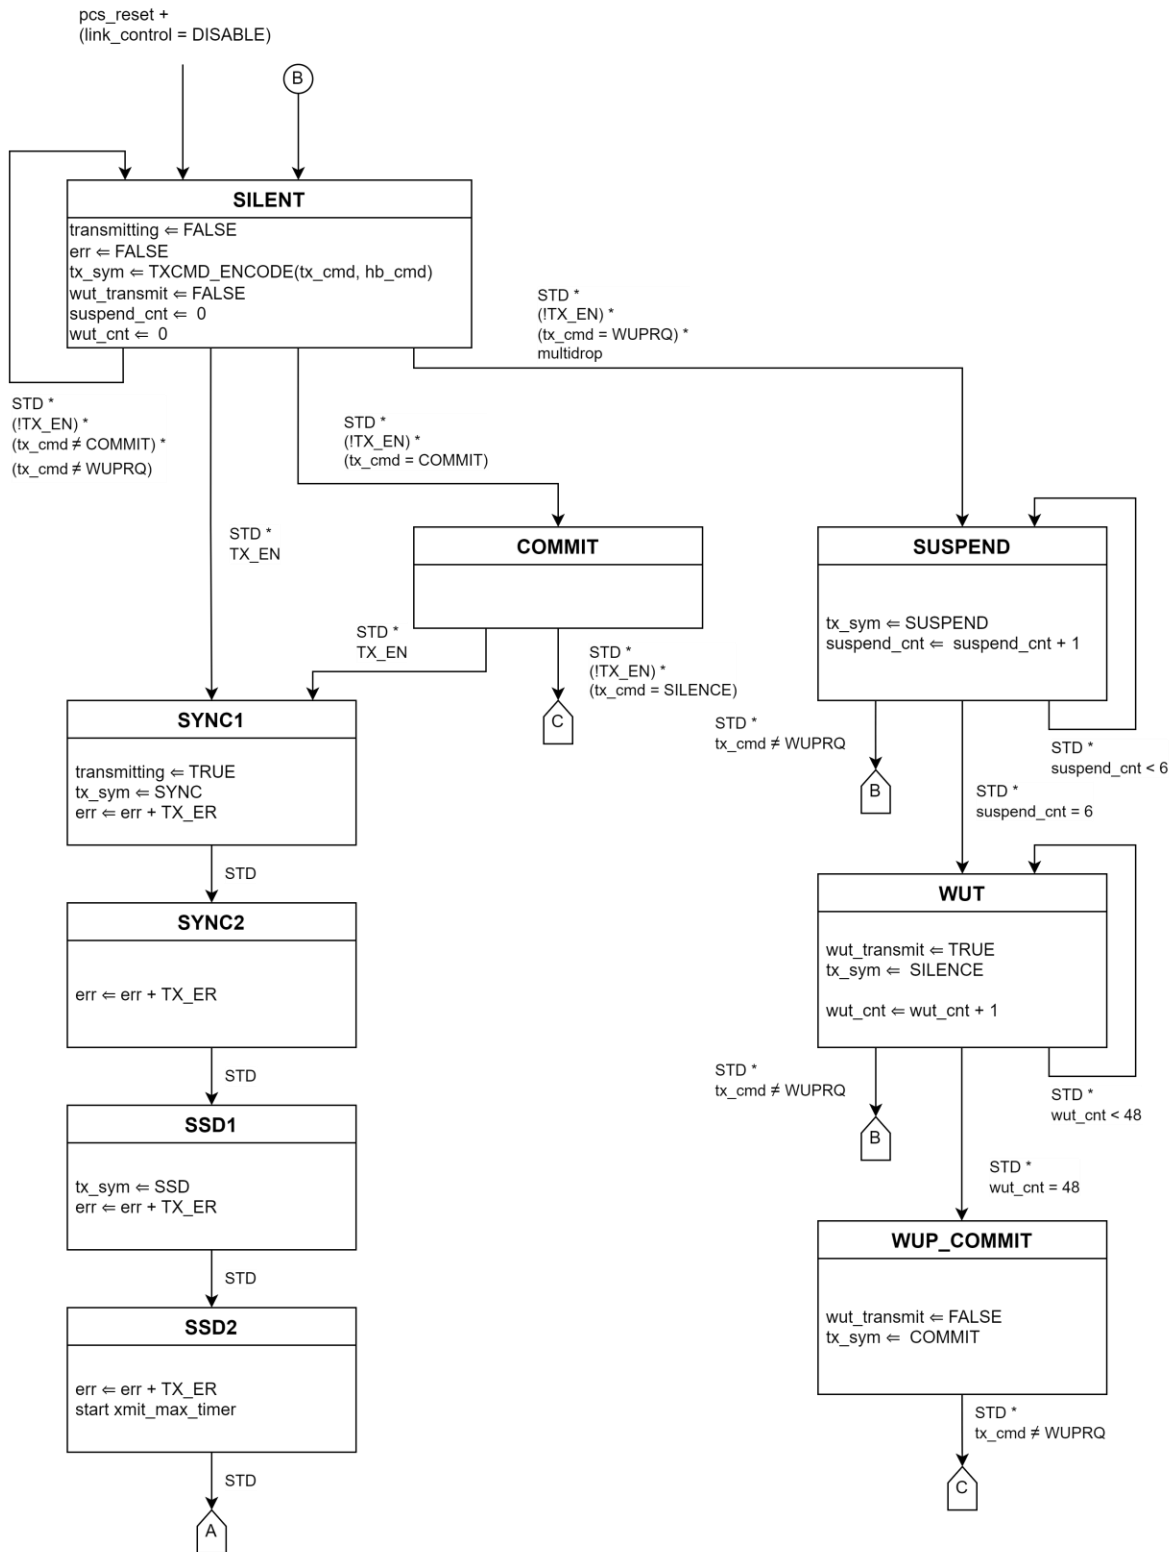 pcs_reset +
(link_control = DISABLE)
B
SILENT
transmitting ⇐ FALSE
err ⇐ FALSE
tx_sym ⇐ TXCMD_ENCODE(tx_cmd, hb_cmd)
wut_transmit ⇐ FALSE
suspend_cnt ⇐ 0
wut_cnt ⇐ 0
STD *
(!TX_EN) *
(tx_cmd = WUPRQ) *
multidrop
STD *
(!TX_EN) *
(tx_cmd ≠ COMMIT) *
(tx_cmd ≠ WUPRQ)
STD *
(!TX_EN) *
(tx_cmd = COMMIT)
STD *
TX_EN
COMMIT
STD *
TX_EN
STD *
(!TX_EN) *
(tx_cmd = SILENCE)
C
SUSPEND
tx_sym ⇐ SUSPEND
suspend_cnt ⇐ suspend_cnt + 1
STD *
tx_cmd ≠ WUPRQ
B
STD *
suspend_cnt < 6
STD *
suspend_cnt = 6
SYNC1
transmitting ⇐ TRUE
tx_sym ⇐ SYNC
err ⇐ err + TX_ER
STD
SYNC2
err ⇐ err + TX_ER
STD
WUT
wut_transmit ⇐ TRUE
tx_sym ⇐ SILENCE
wut_cnt ⇐ wut_cnt + 1
STD *
tx_cmd ≠ WUPRQ
B
STD *
wut_cnt < 48
STD *
wut_cnt = 48
SSD1
tx_sym ⇐ SSD
err ⇐ err + TX_ER
STD
SSD2
err ⇐ err + TX_ER
start xmit_max_timer
STD
A
WUP_COMMIT
wut_transmit ⇐ FALSE
tx_sym ⇐ COMMIT
STD *
tx_cmd ≠ WUPRQ
C